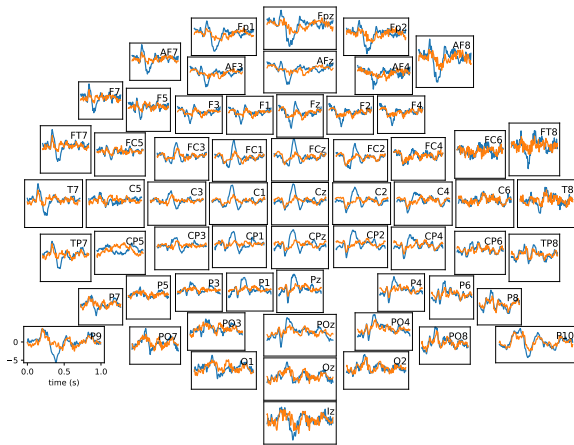 Fp1 Fpz Fp2
AF7 AF3 AFz AF4 AF8
F7 F5 F3 F1 Fz F2 F4
FT7 FC5 FC3 FC1 FCz FC2 FC4 FC6 FT8
T7 C5 C3 C1 Cz C2 C4 C6 T8
TP7 CP5 CP3 CP1 CPz CP2 CP4 CP6 TP8
P7 P5 P3 P1 Pz P4 P6 P8
P9 PO7 PO3 POz PO4 PO8 P10
O1 Oz O2
Iz
0
−5
0.0 0.5 1.0
time (s)